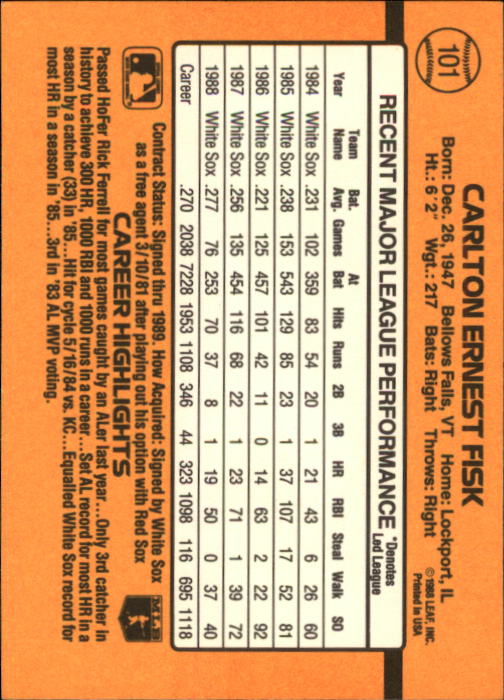 101
CARLTON ERNEST FISK
Born: Dec. 26, 1947 Bellows Falls, VT Home: Lockport, IL
Ht.: 6'2" Wgt.: 217 Bats: Right Throws: Right
©1988 LEAF, INC.
Printed in USA
RECENT MAJOR LEAGUE PERFORMANCE *Denotes
Led League
Year Team Name Bat. Avg. Games At Bat Hits Runs 2B 3B HR RBI Steal Walk SO
1984 White Sox .231 102 359 83 54 20 1 21 43 6 26 60
1985 White Sox .238 153 543 129 85 23 1 37 107 17 52 81
1986 White Sox .221 125 457 101 42 11 0 14 63 2 22 92
1987 White Sox .256 135 454 116 68 22 1 23 71 1 39 72
1988 White Sox .277 76 253 70 37 8 1 19 50 0 37 40
Career .270 2038 7228 1953 1108 346 44 323 1098 116 695 1118
Contract Status: Signed thru 1989. How Acquired: Signed by White Sox
as a free agent 3/10/81 after playing out his option with Red Sox
MLB
CAREER HIGHLIGHTS
Passed HoFer Rick Ferrell for most games caught by an ALer last year...Only 3rd catcher in
history to achieve 300 HR, 1000 RBI and 1000 runs in a career...Set AL record for most HR in a
season by a catcher (33) in '85...Hit for cycle 5/16/84 vs. KC...Equalled White Sox record for
most HR in a season in '85...3rd in '83 AL MVP voting.